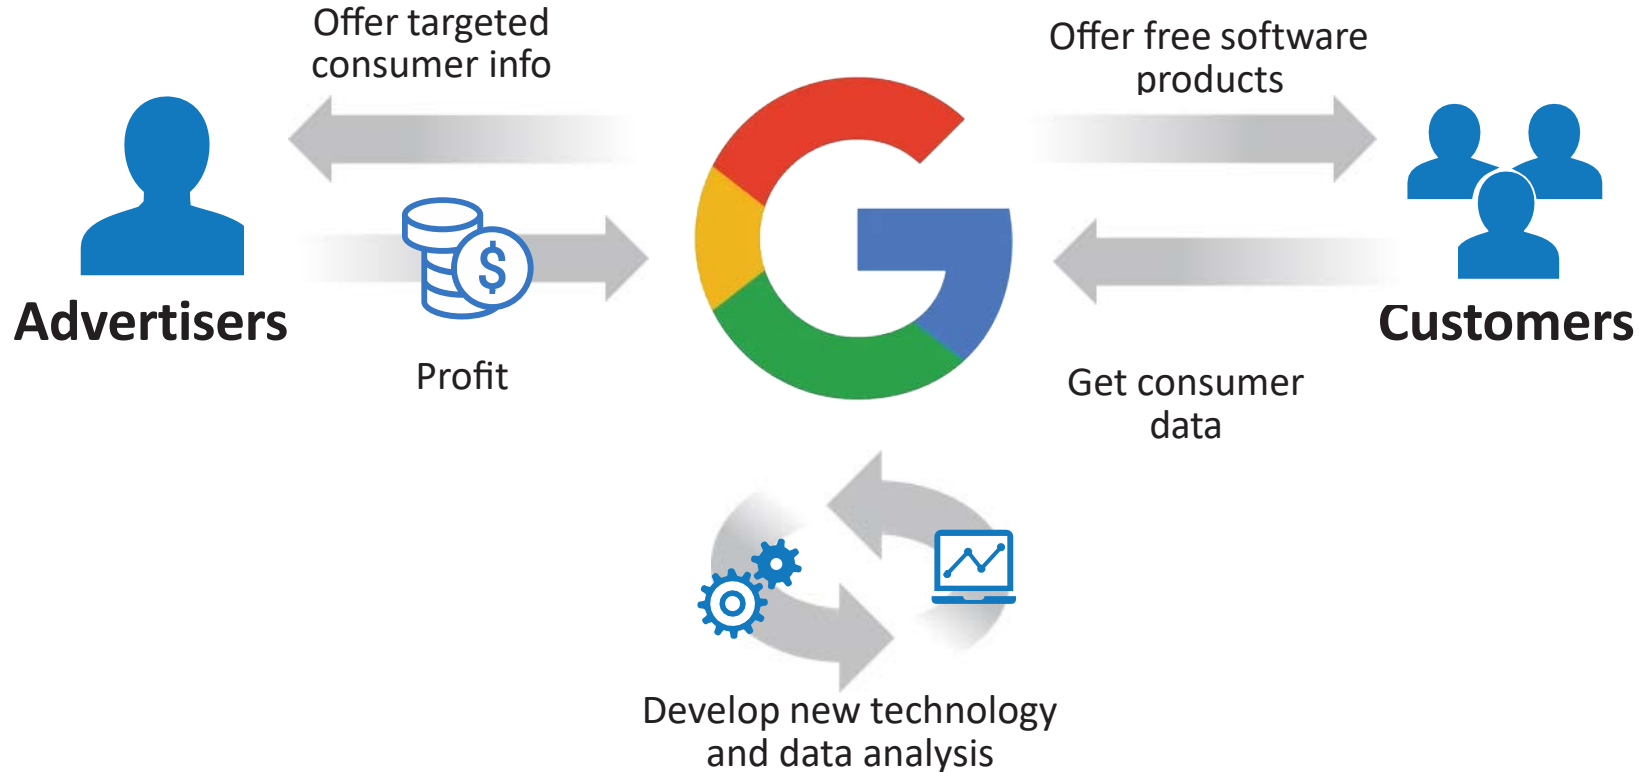 Offer targeted
consumer info
Offer free software
products
$
Advertisers
Customers
Profit
Get consumer
data
Develop new technology
and data analysis